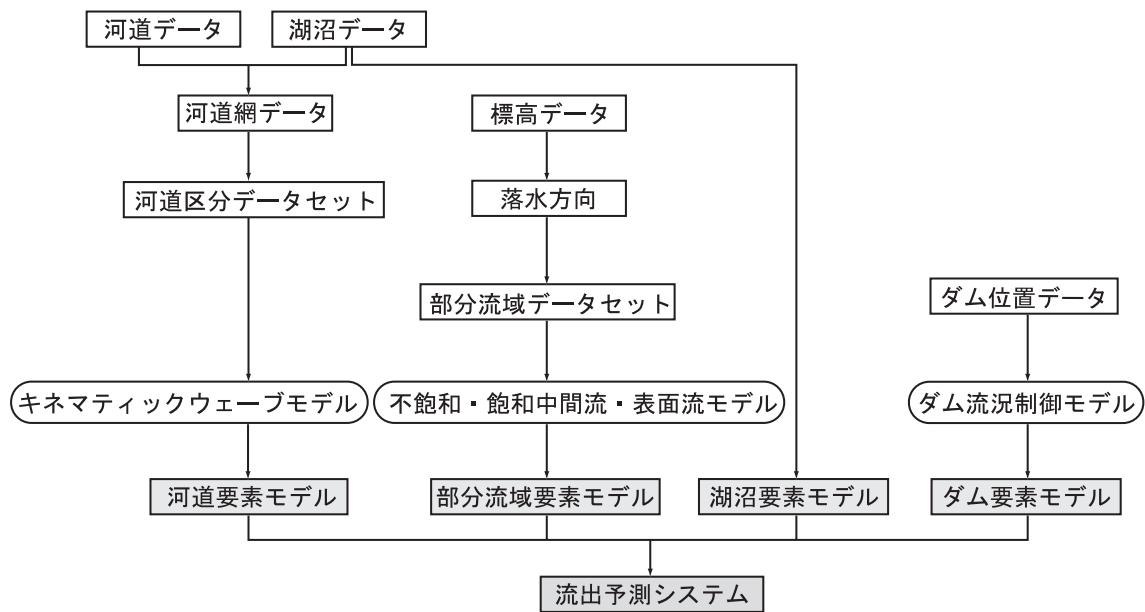 河道データ
湖沼データ
河道網データ
標高データ
河道区分データセット
落水方向
部分流域データセット
ダム位置データ
キネマティックウェーブモデル
不飽和・飽和中間流・表面流モデル
ダム流況制御モデル
河道要素モデル
部分流域要素モデル
湖沼要素モデル
ダム要素モデル
流出予測システム